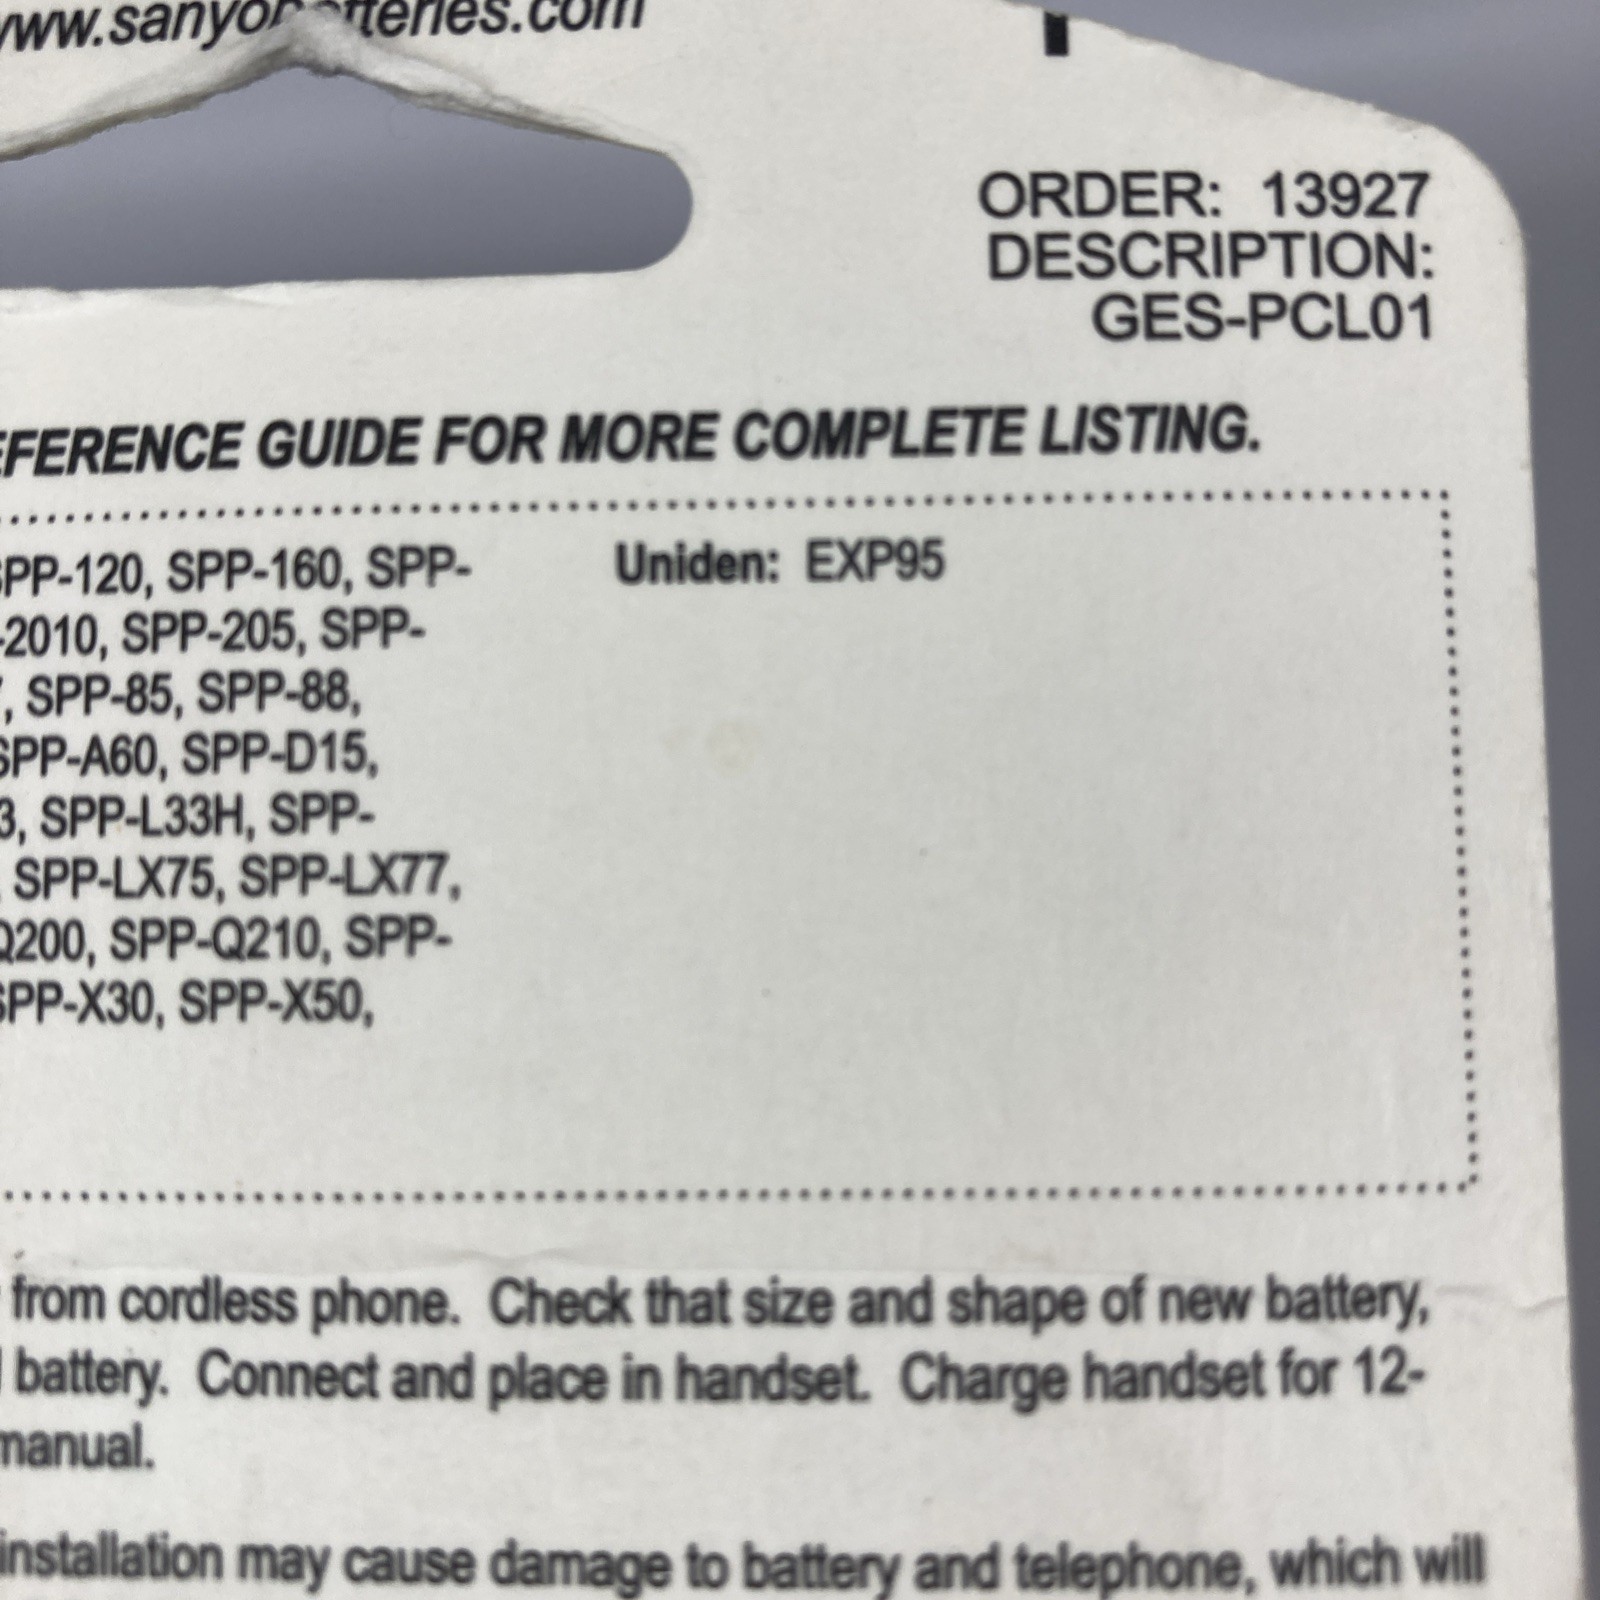 www.sanyobatteries.com
ORDER: 13927
DESCRIPTION:
GES-PCL01
EFERENCE GUIDE FOR MORE COMPLETE LISTING.
SPP-120, SPP-160, SPP-
-2010, SPP-205, SPP-
, SPP-85, SPP-88,
SPP-A60, SPP-D15,
3, SPP-L33H, SPP-
, SPP-LX75, SPP-LX77,
Q200, SPP-Q210, SPP-
SPP-X30, SPP-X50,
Uniden: EXP95
from cordless phone. Check that size and shape of new battery,
battery. Connect and place in handset. Charge handset for 12-
manual.
installation may cause damage to battery and telephone, which will